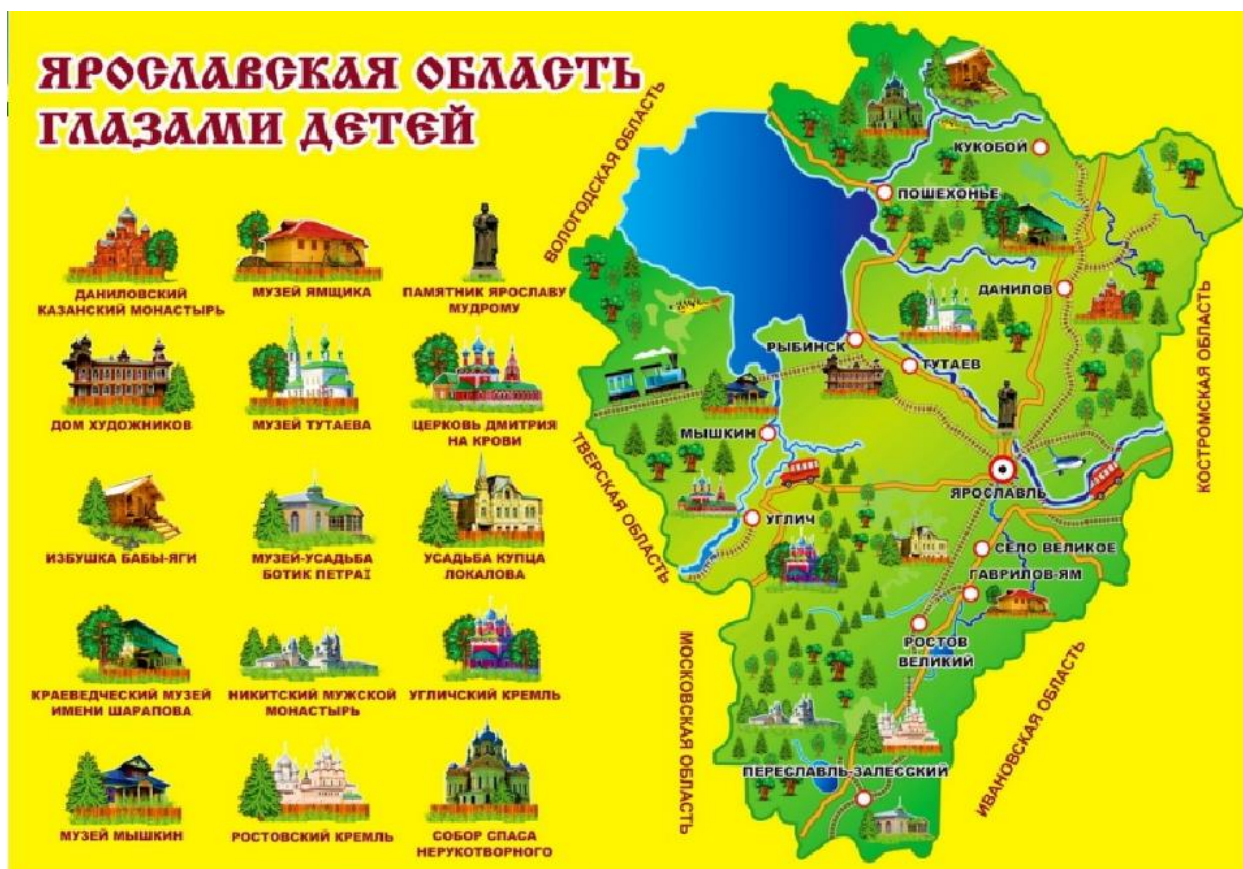 ЯРОСЛАВСКАЯ ОБЛАСТЬ
ГЛАЗАМИ ДЕТЕЙ
ДАНИЛОВСКИЙ
КАЗАНСКИЙ МОНАСТЫРЬ
МУЗЕЙ ЯМЩИКА
ПАМЯТНИК ЯРОСЛАВУ
МУДРОМУ
ДОМ ХУДОЖНИКОВ
МУЗЕЙ ТУТАЕВА
ЦЕРКОВЬ ДМИТРИЯ
НА КРОВИ
ИЗБУШКА БАБЫ-ЯГИ
МУЗЕЙ-УСАДЬБА
БОТИК ПЕТРАI
УСАДЬБА КУПЦА
ЛОКАЛОВА
КРАЕВЕДЧЕСКИЙ МУЗЕЙ
ИМЕНИ ШАРАПОВА
НИКИТСКИЙ МУЖСКОЙ
МОНАСТЫРЬ
УГЛИЧСКИЙ КРЕМЛЬ
МУЗЕЙ МЫШКИН
РОСТОВСКИЙ КРЕМЛЬ
СОБОР СПАСА
НЕРУКОТВОРНОГО
ВОЛОГОДСКАЯ ОБЛАСТЬ
ТВЕРСКАЯ ОБЛАСТЬ
МОСКОВСКАЯ ОБЛАСТЬ
ИВАНОВСКАЯ ОБЛАСТЬ
КОСТРОМСКАЯ ОБЛАСТЬ
КУКОБОЙ
ПОШЕХОНЬЕ
ДАНИЛОВ
РЫБИНСК
ТУТАЕВ
МЫШКИН
ЯРОСЛАВЛЬ
УГЛИЧ
СЕЛО ВЕЛИКОЕ
ГАВРИЛОВ-ЯМ
РОСТОВ
ВЕЛИКИЙ
ПЕРЕСЛАВЛЬ-ЗАЛЕССКИЙ